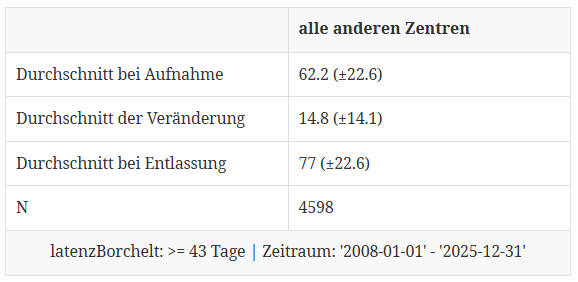 alle anderen Zentren
Durchschnitt bei Aufnahme 62.2 (±22.6)
Durchschnitt der Veränderung 14.8 (±14.1)
Durchschnitt bei Entlassung 77 (±22.6)
N 4598
latenzBorchelt: >= 43 Tage | Zeitraum: '2008-01-01' - '2025-12-31'